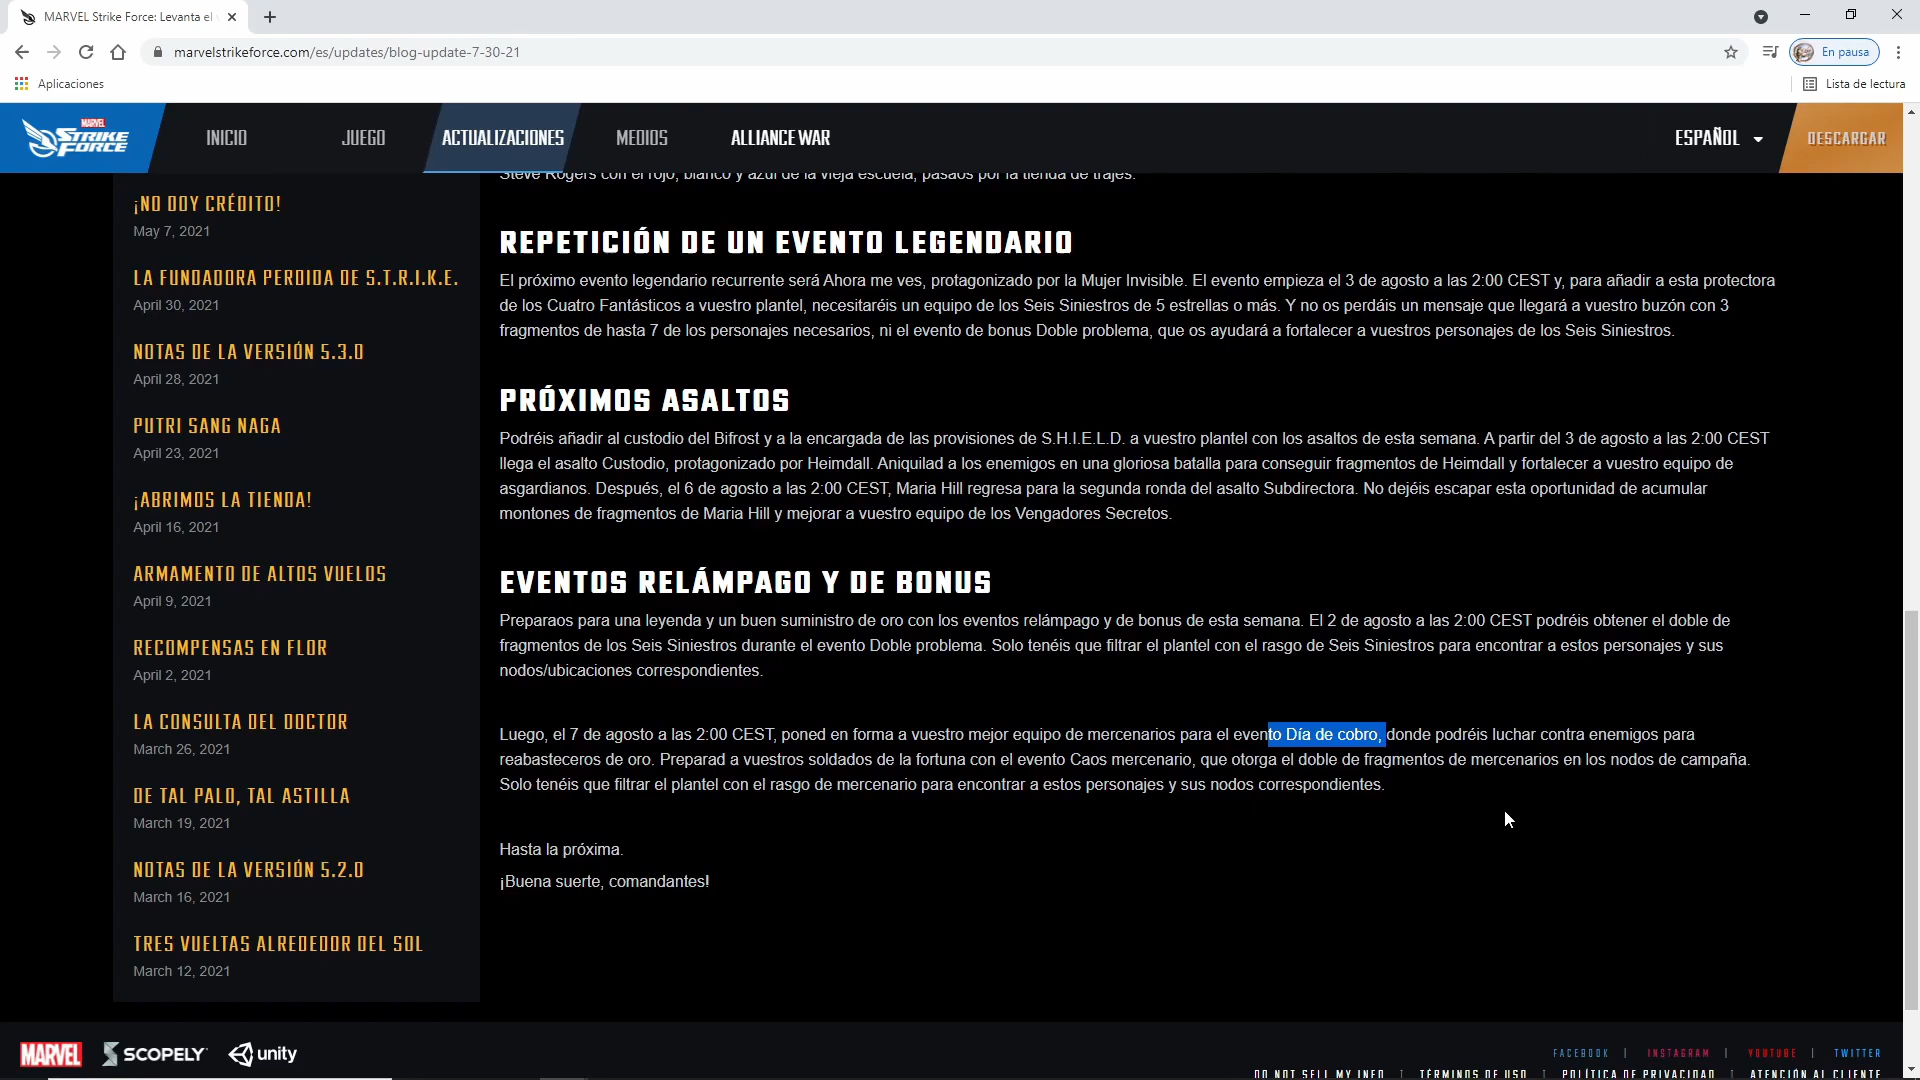 MARVEL Strike Force: Levanta el
marvelstrikeforce.com/es/updates/blog-update-7-30-21
En pausa
Aplicaciones
Lista de lectura
MARVEL
STRIKE
FORCE
INICIO
JUEGO
ACTUALIZACIONES
MEDIOS
ALLIANCE WAR
ESPAÑOL
DESCARGAR
¡NO DOY CRÉDITO!
May 7, 2021
LA FUNDADORA PERDIDA DE S.T.R.I.K.E.
April 30, 2021
NOTAS DE LA VERSIÓN 5.3.0
April 28, 2021
PUTRI SANG NAGA
April 23, 2021
¡ABRIMOS LA TIENDA!
April 16, 2021
ARMAMENTO DE ALTOS VUELOS
April 9, 2021
RECOMPENSAS EN FLOR
April 2, 2021
LA CONSULTA DEL DOCTOR
March 26, 2021
DE TAL PALO, TAL ASTILLA
March 19, 2021
NOTAS DE LA VERSIÓN 5.2.0
March 16, 2021
TRES VUELTAS ALREDEDOR DEL SOL
March 12, 2021
Steve Rogers con el rojo, blanco y azul de la vieja escuela, pasaos por la tienda de trajes.
REPETICIÓN DE UN EVENTO LEGENDARIO
El próximo evento legendario recurrente será Ahora me ves, protagonizado por la Mujer Invisible. El evento empieza el 3 de agosto a las 2:00 CEST y, para añadir a esta protectora
de los Cuatro Fantásticos a vuestro plantel, necesitaréis un equipo de los Seis Siniestros de 5 estrellas o más. Y no os perdáis un mensaje que llegará a vuestro buzón con 3
fragmentos de hasta 7 de los personajes necesarios, ni el evento de bonus Doble problema, que os ayudará a fortalecer a vuestros personajes de los Seis Siniestros.
PRÓXIMOS ASALTOS
Podréis añadir al custodio del Bifrost y a la encargada de las provisiones de S.H.I.E.L.D. a vuestro plantel con los asaltos de esta semana. A partir del 3 de agosto a las 2:00 CEST
llega el asalto Custodio, protagonizado por Heimdall. Aniquilad a los enemigos en una gloriosa batalla para conseguir fragmentos de Heimdall y fortalecer a vuestro equipo de
asgardianos. Después, el 6 de agosto a las 2:00 CEST, Maria Hill regresa para la segunda ronda del asalto Subdirectora. No dejéis escapar esta oportunidad de acumular
montones de fragmentos de Maria Hill y mejorar a vuestro equipo de los Vengadores Secretos.
EVENTOS RELÁMPAGO Y DE BONUS
Preparaos para una leyenda y un buen suministro de oro con los eventos relámpago y de bonus de esta semana. El 2 de agosto a las 2:00 CEST podréis obtener el doble de
fragmentos de los Seis Siniestros durante el evento Doble problema. Solo tenéis que filtrar el plantel con el rasgo de Seis Siniestros para encontrar a estos personajes y sus
nodos/ubicaciones correspondientes.
Luego, el 7 de agosto a las 2:00 CEST, poned en forma a vuestro mejor equipo de mercenarios para el evento Día de cobro, donde podréis luchar contra enemigos para
reabasteceros de oro. Preparad a vuestros soldados de la fortuna con el evento Caos mercenario, que otorga el doble de fragmentos de mercenarios en los nodos de campaña.
Solo tenéis que filtrar el plantel con el rasgo de mercenario para encontrar a estos personajes y sus nodos correspondientes.
Hasta la próxima.
¡Buena suerte, comandantes!
MARVEL
SCOPELY
unity
FACEBOOK | INSTAGRAM | YOUTUBE | TWITTER
DO NOT SELL MY INFO | TÉRMINOS DE USO | POLÍTICA DE PRIVACIDAD | ATENCIÓN AL CLIENTE